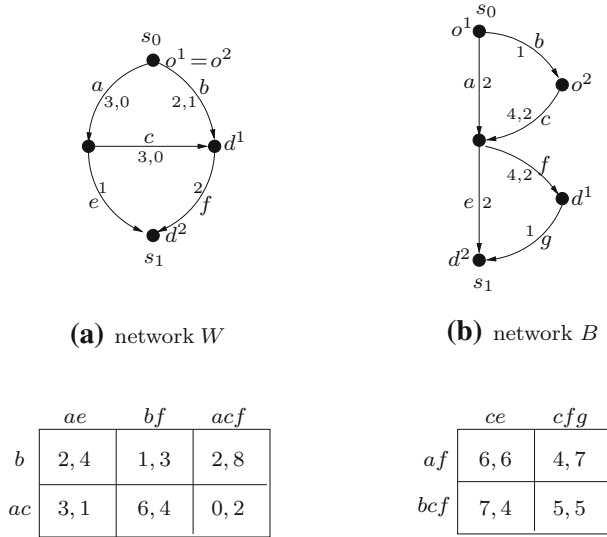 s₀
o¹ = o²
a
3,0
b
2,1
c
3,0
d¹
1
e
2
f
d²
s₁
(a) network W
s₀
o¹
b
1
a
2
o²
4,2
c
f
4,2
e
2
d¹
1
g
d²
s₁
(b) network B
ae bf acf
b 2,4 1,3 2,8
ac 3,1 6,4 0,2
ce cfg
af 6,6 4,7
bcf 7,4 5,5